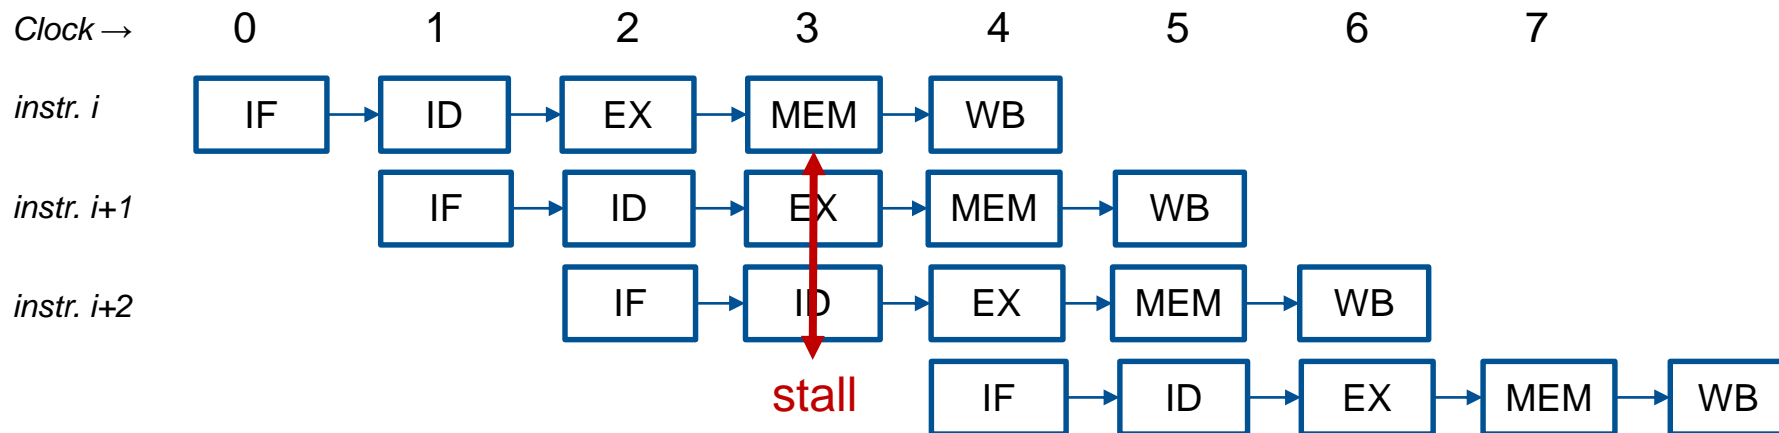 Clock → 0 1 2 3 4 5 6 7
instr. i IF ID EX MEM WB
instr. i+1 IF ID EX MEM WB
instr. i+2 IF ID EX MEM WB
stall IF ID EX MEM WB